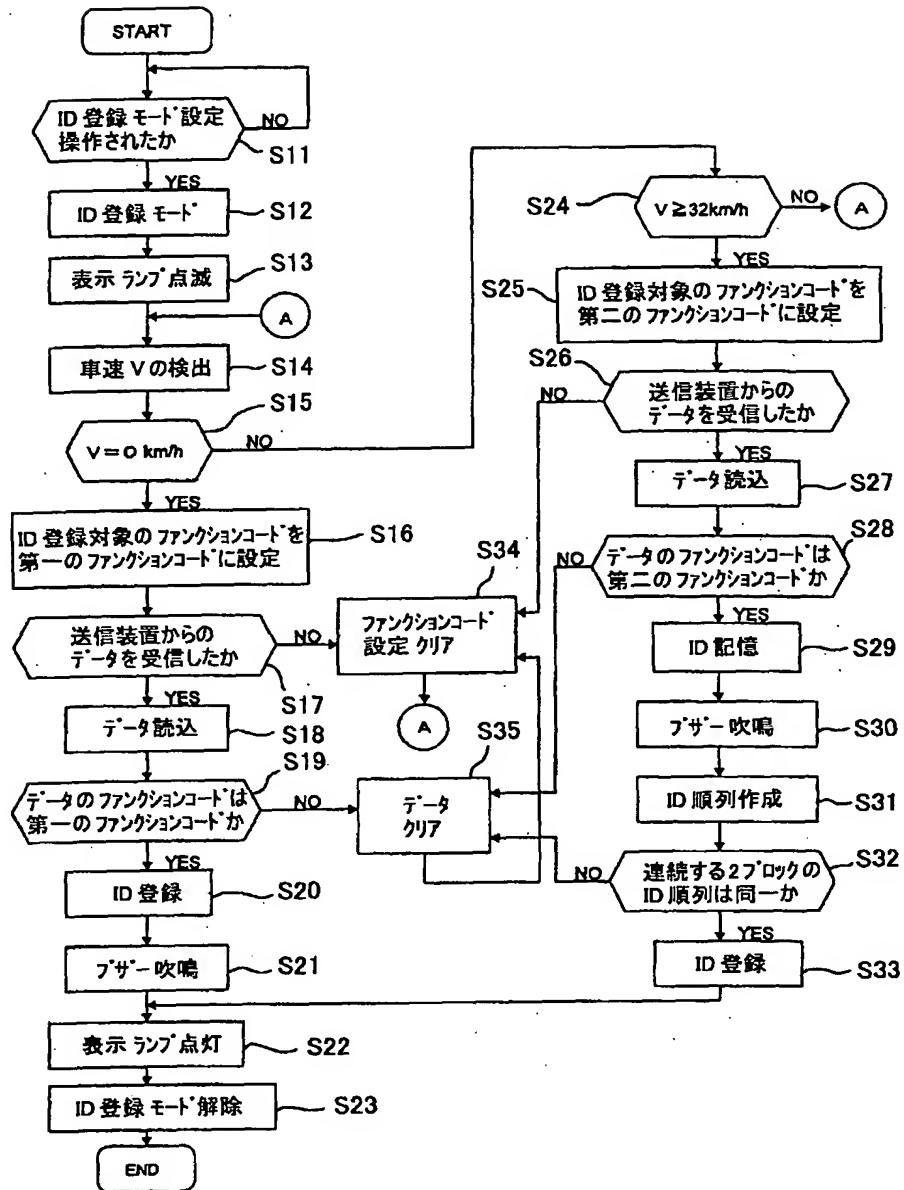 START
ID 登録 モード 設定
操作されたか
NO
S11
YES
ID 登録 モード
S12
表示 ランプ 点滅
S13
A
車速 V の検出
S14
V = 0 km/h
S15
NO
YES
ID 登録対象のファンクションコードを
第一のファンクションコードに設定
S16
送信装置からの
データを受信したか
NO
S17
YES
データ読込
S18
データのファンクションコードは
第一のファンクションコードか
S19
NO
YES
ID 登録
S20
ブザー吹鳴
S21
表示 ランプ 点灯
S22
ID 登録 モード 解除
S23
END
S34
ファンクションコード
設定 クリア
A
S35
データ
クリア
S24
V ≧ 32km/h
NO
A
YES
S25
ID 登録対象のファンクションコードを
第二のファンクションコードに設定
S26
送信装置からの
データを受信したか
NO
YES
データ読込
S27
データのファンクションコードは
第二のファンクションコードか
S28
NO
YES
ID 記憶
S29
ブザー吹鳴
S30
ID 順列作成
S31
連続する2ブロックの
ID 順列は同一か
S32
NO
YES
ID 登録
S33